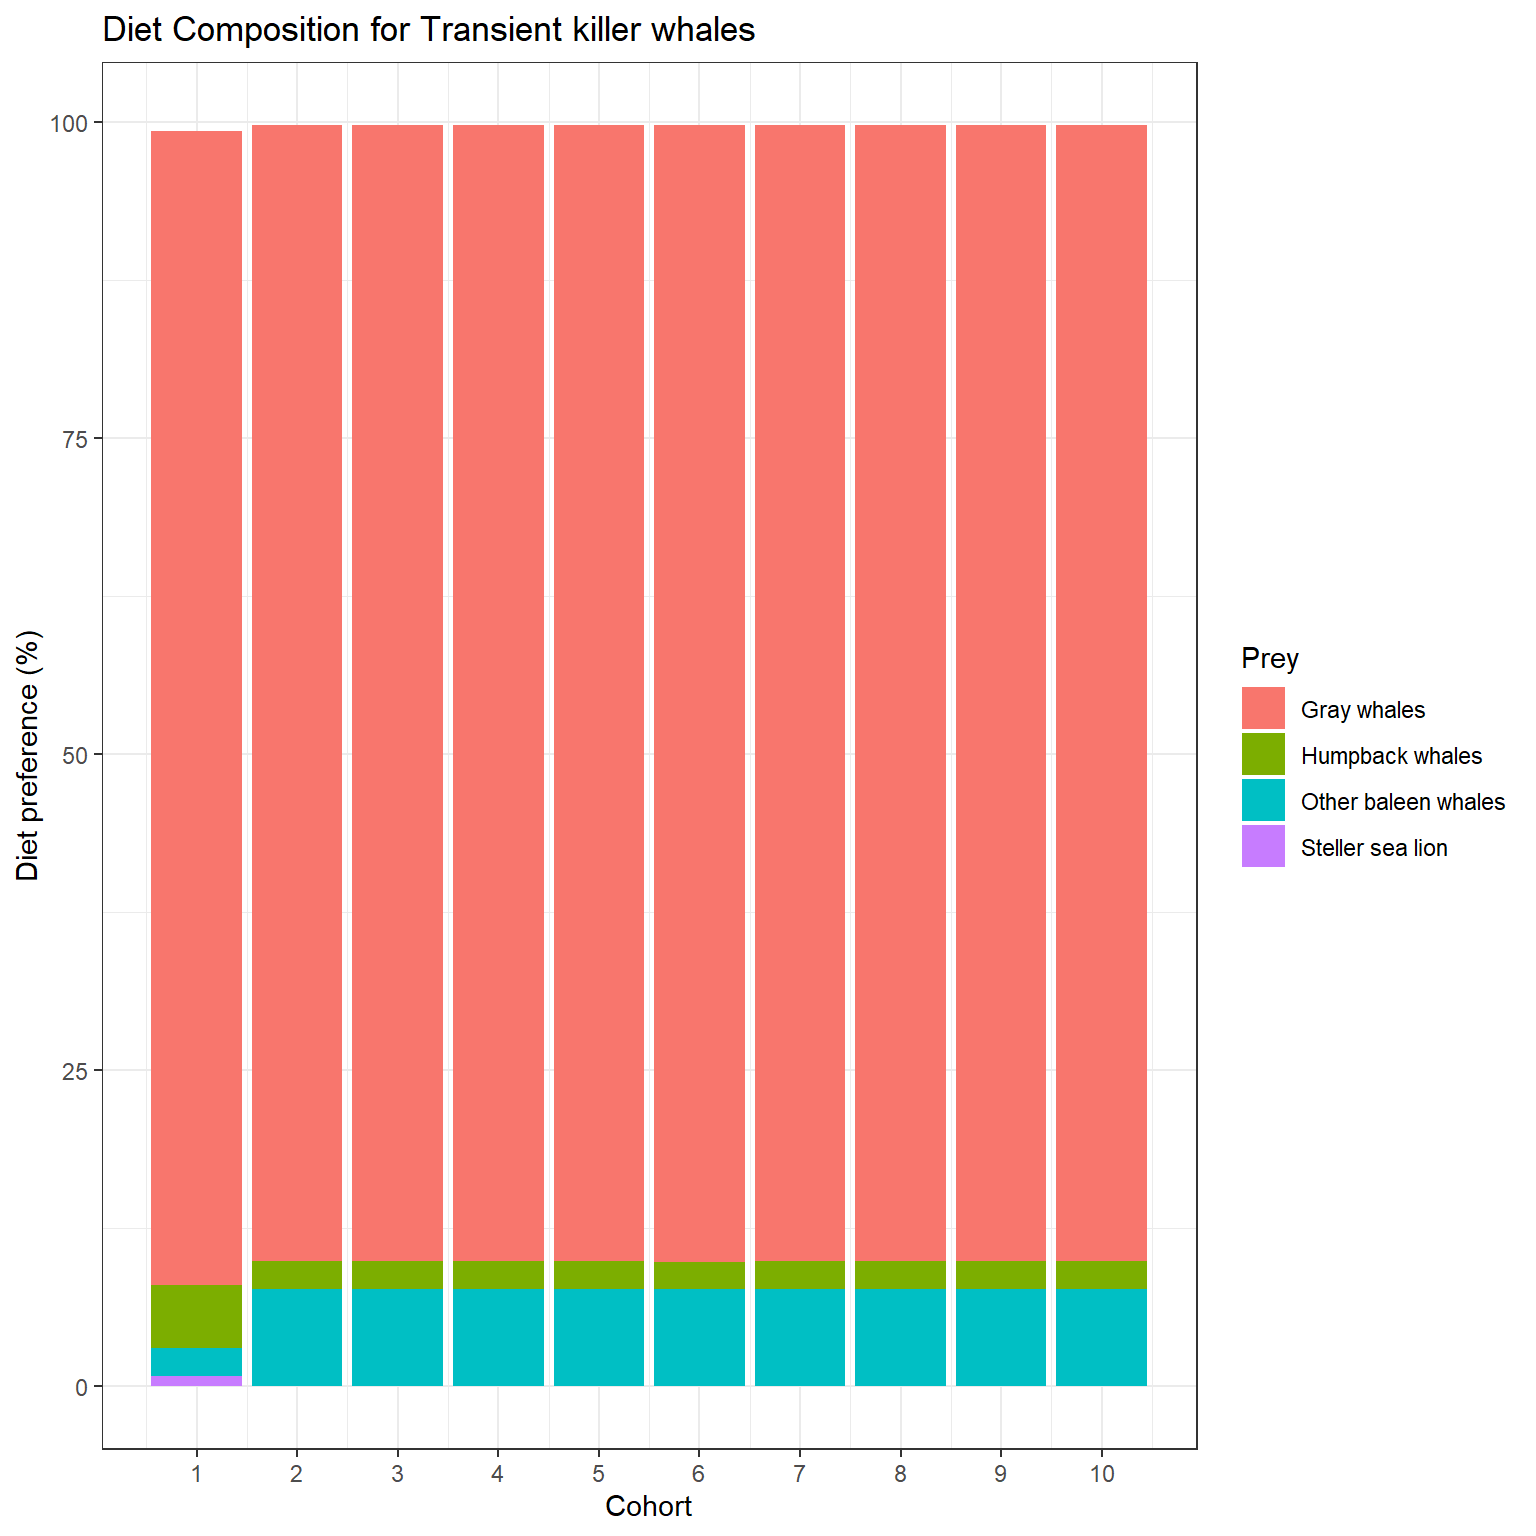 Diet Composition for Transient killer whales
100
75
50
25
0
Diet preference (%)
1 2 3 4 5 6 7 8 9 10
Cohort
Prey
Gray whales
Humpback whales
Other baleen whales
Steller sea lion